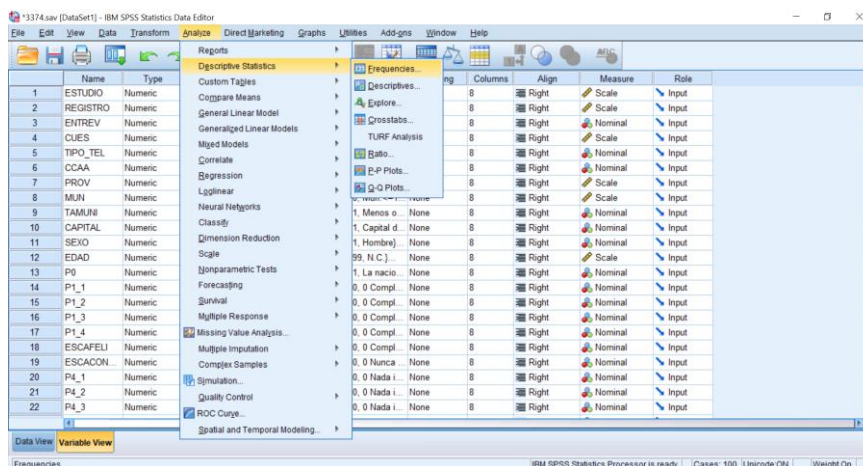 *3374.sav [DataSet1] - IBM SPSS Statistics Data Editor
File Edit View Data Transform Analyze Direct Marketing Graphs Utilities Add-ons Window Help
Reports
Descriptive Statistics
Custom Tables
Compare Means
General Linear Model
Generalized Linear Models
Mixed Models
Correlate
Regression
Loglinear
Neural Networks
Classify
Dimension Reduction
Scale
Nonparametric Tests
Forecasting
Survival
Multiple Response
Missing Value Analysis...
Multiple Imputation
Complex Samples
Simulation...
Quality Control
ROC Curve...
Spatial and Temporal Modeling...
Frequencies...
Descriptives...
Explore...
Crosstabs...
TURF Analysis
Ratio...
P-P Plots...
Q-Q Plots...
Name Type Columns Align Measure Role
1 ESTUDIO Numeric 8 Right Scale Input
2 REGISTRO Numeric 8 Right Scale Input
3 ENTREV Numeric 8 Right Nominal Input
4 CUES Numeric 8 Right Scale Input
5 TIPO_TEL Numeric 8 Right Nominal Input
6 CCAA Numeric 8 Right Nominal Input
7 PROV Numeric 8 Right Scale Input
8 MUN Numeric 8 Right Scale Input
9 TAMUNI Numeric 1, Menos o... None 8 Right Nominal Input
10 CAPITAL Numeric 1, Capital d... None 8 Right Nominal Input
11 SEXO Numeric 1, Hombre}... None 8 Right Nominal Input
12 EDAD Numeric 99, N.C.}... None 8 Right Scale Input
13 P0 Numeric 1, La nacio... None 8 Right Nominal Input
14 P1_1 Numeric 0, 0 Compl... None 8 Right Nominal Input
15 P1_2 Numeric 0, 0 Compl... None 8 Right Nominal Input
16 P1_3 Numeric 0, 0 Compl... None 8 Right Nominal Input
17 P1_4 Numeric 0, 0 Compl... None 8 Right Nominal Input
18 ESCAFELI Numeric 0, 0 Compl... None 8 Right Nominal Input
19 ESCACON... Numeric 0, 0 Nunca ... None 8 Right Nominal Input
20 P4_1 Numeric 0, 0 Nada i... None 8 Right Nominal Input
21 P4_2 Numeric 0, 0 Nada i... None 8 Right Nominal Input
22 P4_3 Numeric 0, 0 Nada i... None 8 Right Nominal Input
Data View Variable View
Frequencies... IBM SPSS Statistics Processor is ready Cases: 100 Unicode:ON Weight On